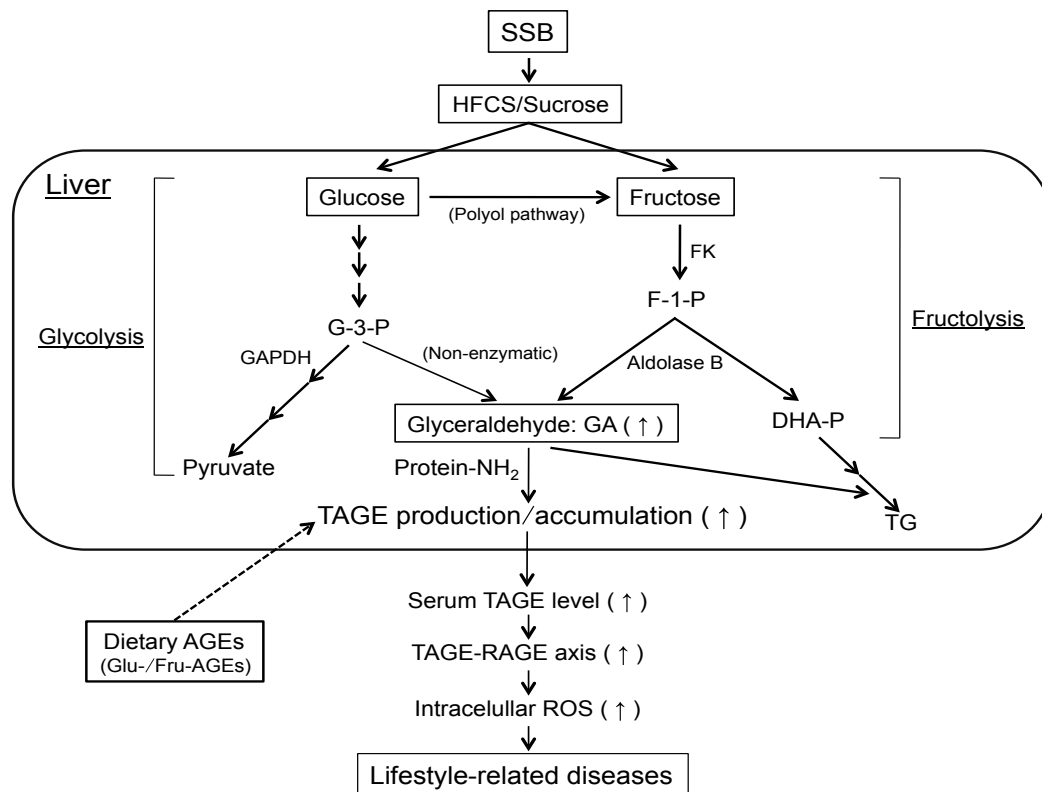 SSB
HFCS/Sucrose
Liver
Glucose
(Polyol pathway)
Fructose
FK
F-1-P
Glycolysis
Fructolysis
G-3-P
GAPDH
(Non-enzymatic)
Aldolase B
Glyceraldehyde: GA ( ↑ )
DHA-P
Pyruvate
Protein-NH₂
TAGE production/accumulation ( ↑ )
TG
Serum TAGE level ( ↑ )
Dietary AGEs
(Glu-/Fru-AGEs)
TAGE-RAGE axis ( ↑ )
Intracelullar ROS ( ↑ )
Lifestyle-related diseases